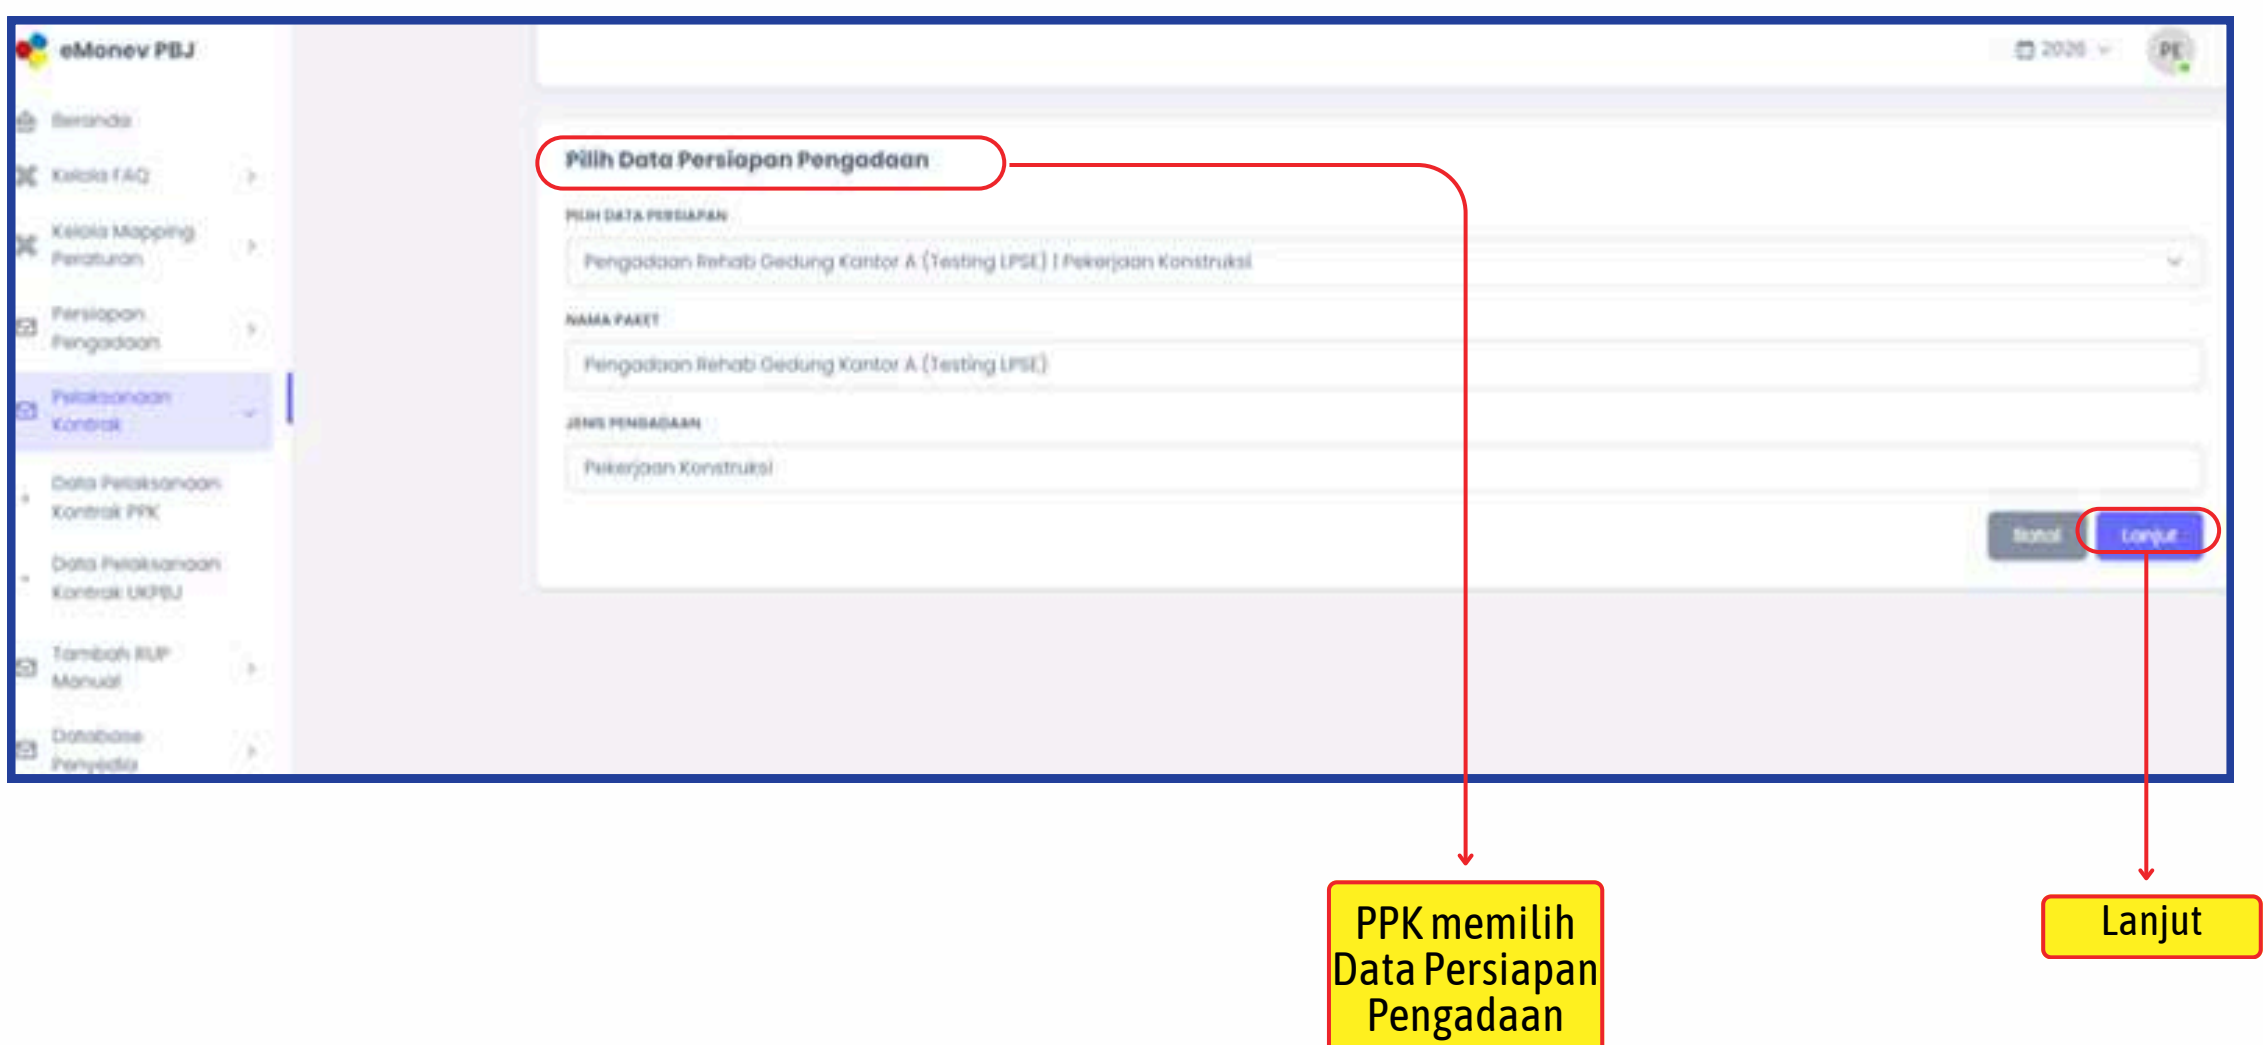 eMonev PBJ
2026
PE
Beranda
Kelola FAQ
Kelola Mapping
Peraturan
Persiapan
Pengadaan
Pelaksanaan
Kontrak
Data Pelaksanaan
Kontrak PPK
Data Pelaksanaan
Kontrak UKPBJ
Tambah RUP
Manual
Database
Penyedia
Pilih Data Persiapan Pengadaan
PILIH DATA PERSIAPAN
Pengadaan Rehab Gedung Kantor A (Testing LPSE) | Pekerjaan Konstruksi
NAMA PAKET
Pengadaan Rehab Gedung Kantor A (Testing LPSE)
JENIS PENGADAAN
Pekerjaan Konstruksi
Batal
Lanjut
PPK memilih
Data Persiapan
Pengadaan
Lanjut